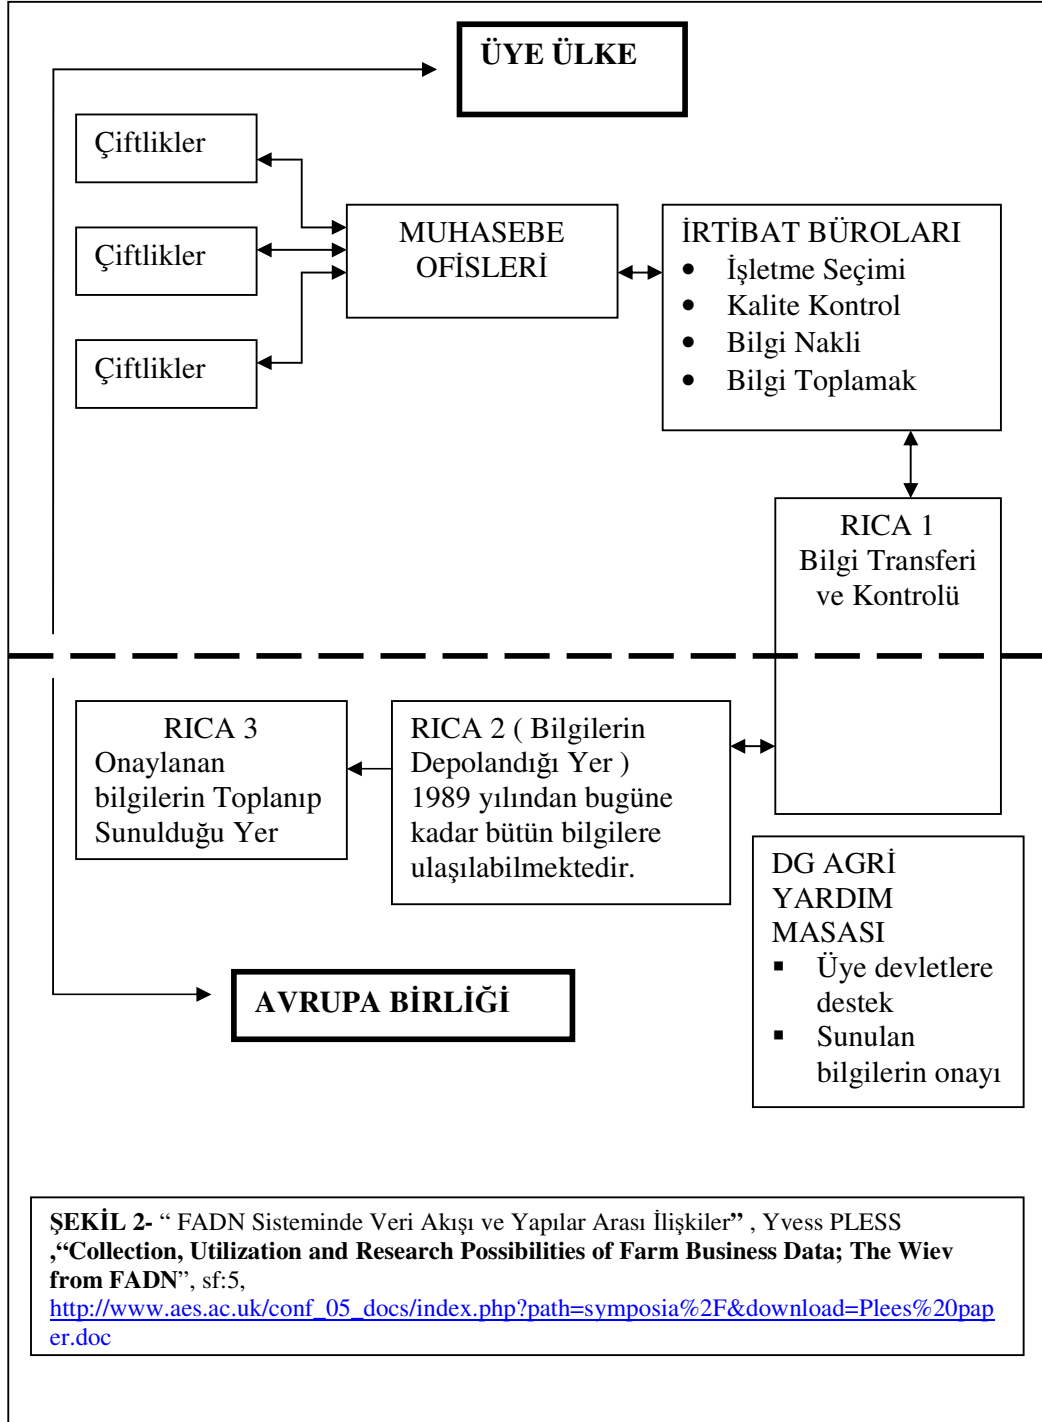 ÜYE ÜLKE
Çiftlikler
Çiftlikler
Çiftlikler
MUHASEBE
OFİSLERİ
İRTİBAT BÜROLARI
• İşletme Seçimi
• Kalite Kontrol
• Bilgi Nakli
• Bilgi Toplamak
RICA 1
Bilgi Transferi
ve Kontrolü
RICA 3
Onaylanan
bilgilerin Toplanıp
Sunulduğu Yer
RICA 2 ( Bilgilerin
Depolandığı Yer )
1989 yılından bugüne
kadar bütün bilgilere
ulaşılabilmektedir.
DG AGRİ
YARDIM
MASASI
▪ Üye devletlere
destek
▪ Sunulan
bilgilerin onayı
AVRUPA BİRLİĞİ
ŞEKİL 2- “ FADN Sisteminde Veri Akışı ve Yapılar Arası İlişkiler” , Yvess PLESS
,“Collection, Utilization and Research Possibilities of Farm Business Data; The Wiev
from FADN”, sf:5,
http://www.aes.ac.uk/conf_05_docs/index.php?path=symposia%2F&download=Plees%20pap
er.doc